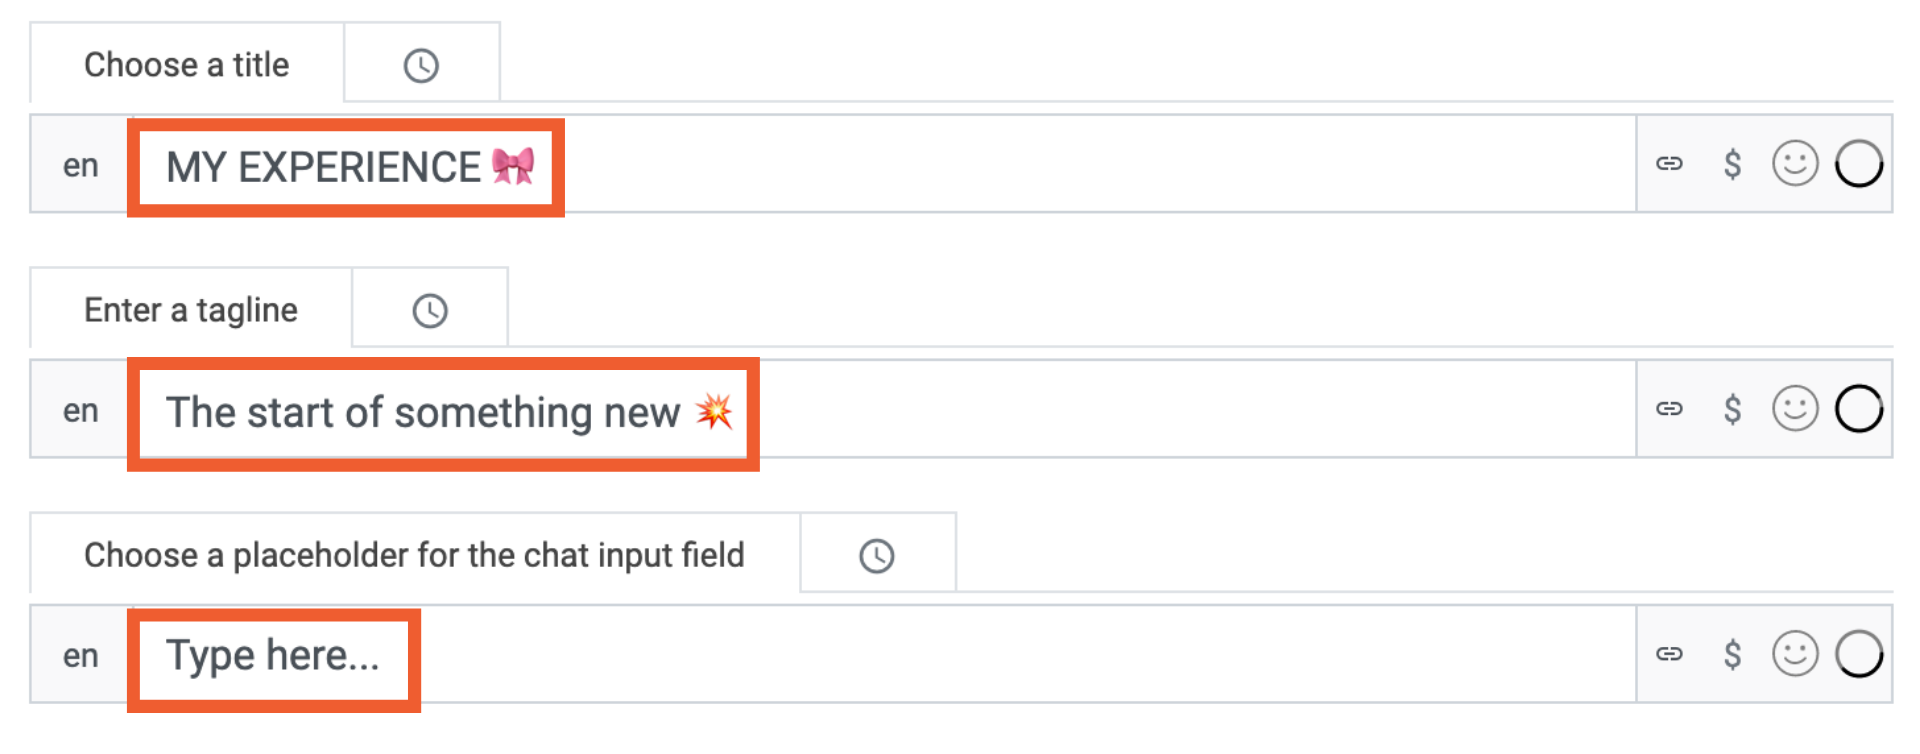 Choose a title
en MY EXPERIENCE 🎀 $
Enter a tagline
en The start of something new 💥 $
Choose a placeholder for the chat input field
en Type here... $